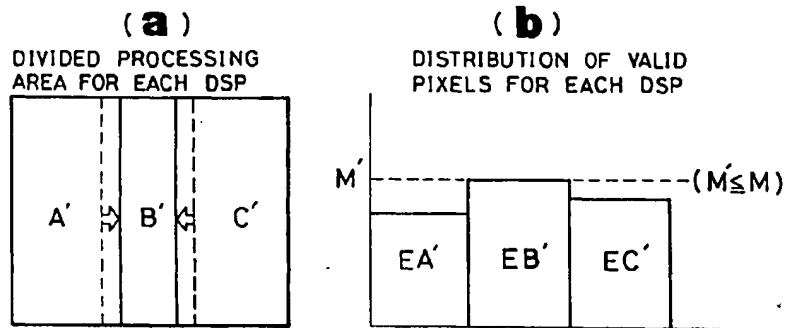 (a)
DIVIDED PROCESSING
AREA FOR EACH DSP
A′
B′
C′
(b)
DISTRIBUTION OF VALID
PIXELS FOR EACH DSP
M′
(M′≦M)
EA′
EB′
EC′